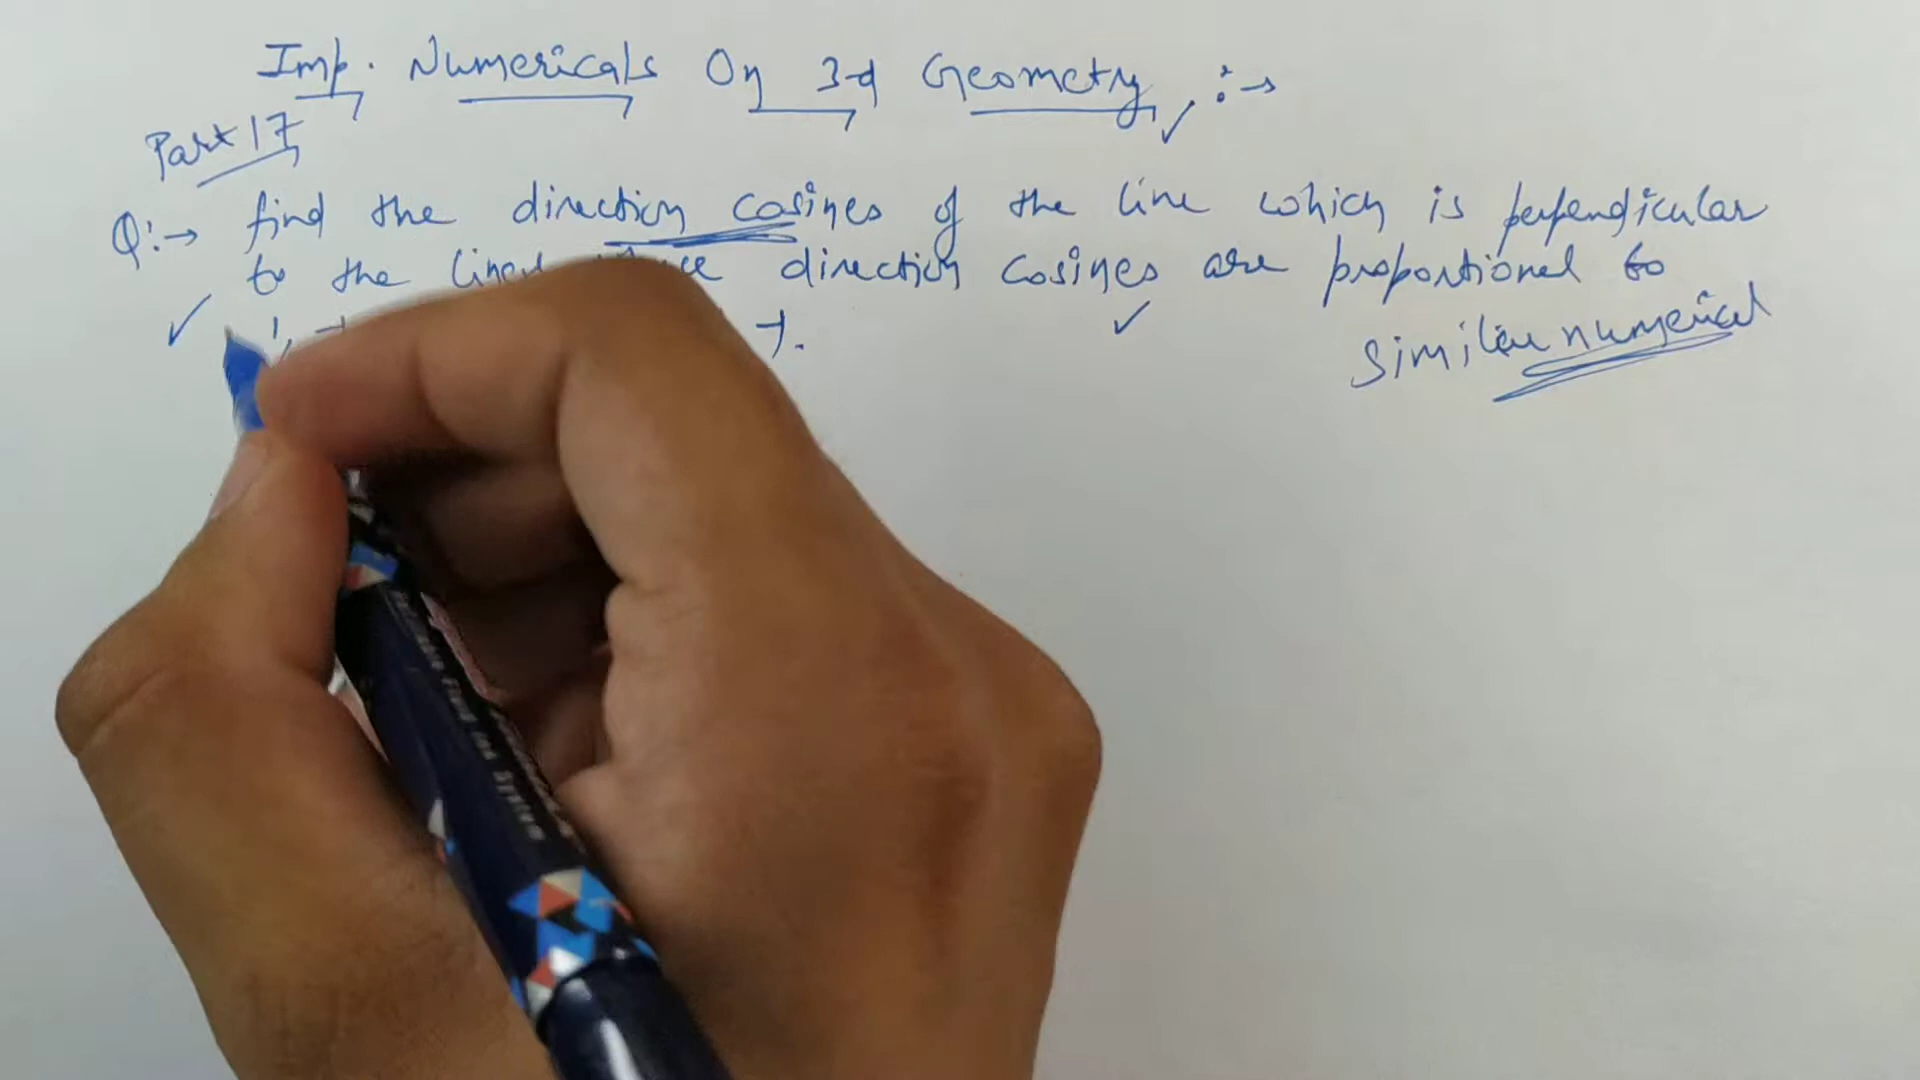 Imp. Numericals On 3-d Geometry :→
Part 17
Q:→ find the direction cosines of the line which is perpendicular
to the lines direction cosines are proportional to
Similar numerical